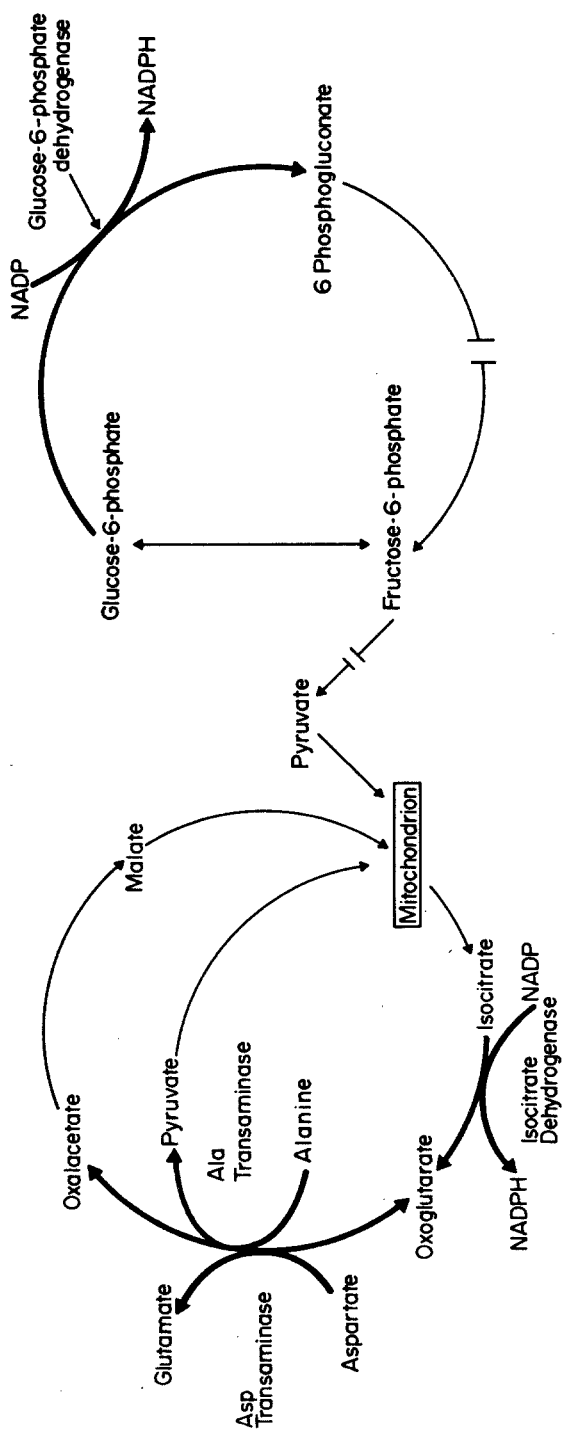 Glutamate
Asp
Transaminase
Aspartate
Oxalacetate
Pyruvate
Ala
Transaminase
Alanine
Oxoglutarate
NADPH
Isocitrate
Dehydrogenase
NADP
Isocitrate
Malate
Mitochondrion
Pyruvate
Glucose-6-phosphate
Fructose-6-phosphate
NADP
Glucose-6-phosphate
dehydrogenase
NADPH
6 Phosphogluconate